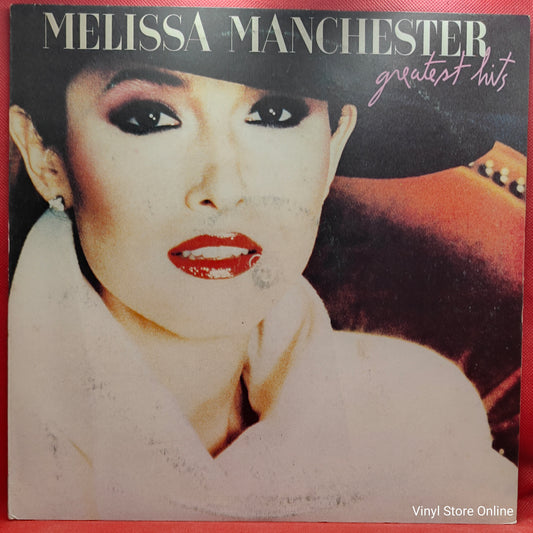 MELISSA MANCHESTER
greatest hits
Vinyl Store Online